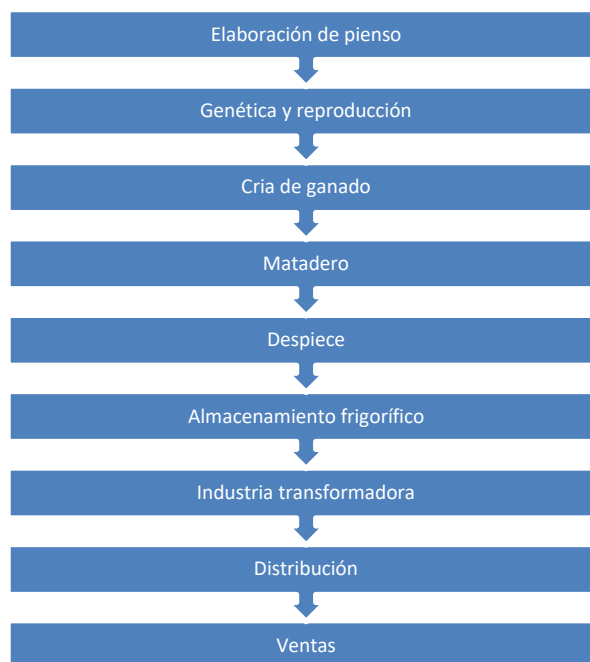 Elaboración de pienso
Genética y reproducción
Cria de ganado
Matadero
Despiece
Almacenamiento frigorífico
Industria transformadora
Distribución
Ventas